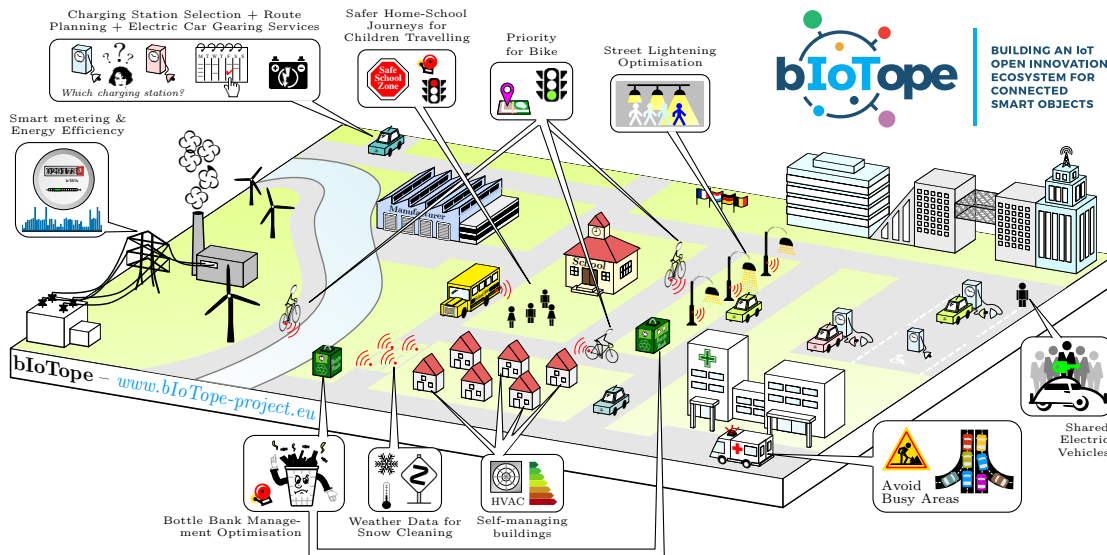 Charging Station Selection + Route
Planning + Electric Car Gearing Services
Which charging station?
M T W T F S S
Safer Home-School
Journeys for
Children Travelling
Safe
School
Zone
Priority
for Bike
Street Lightening
Optimisation
bIoTope
BUILDING AN IoT
OPEN INNOVATION
ECOSYSTEM FOR
CONNECTED
SMART OBJECTS
Smart metering &
Energy Efficiency
kWh
Manufacturer
School
bIoTope – www.bIoTope-project.eu
Shared
Electric
Vehicles
Avoid
Busy Areas
HVAC
Bottle Bank Manage-
ment Optimisation
Weather Data for
Snow Cleaning
Self-managing
buildings